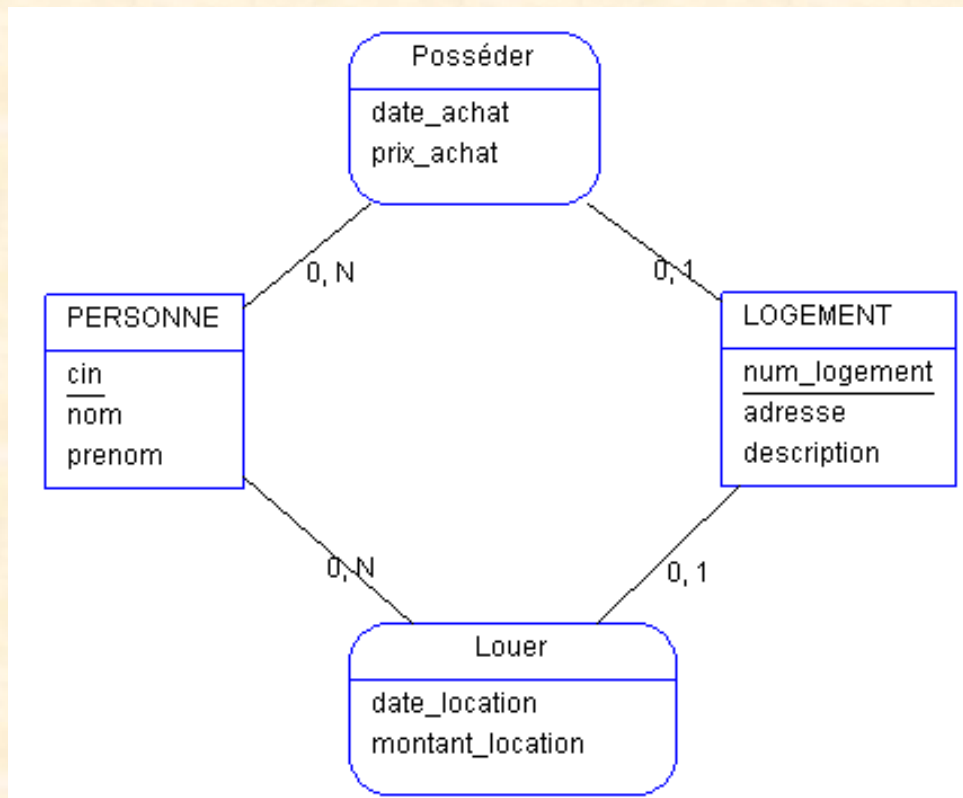 Posséder
date_achat
prix_achat
0, N
0, 1
PERSONNE
cin
nom
prenom
LOGEMENT
num_logement
adresse
description
0, N
0, 1
Louer
date_location
montant_location